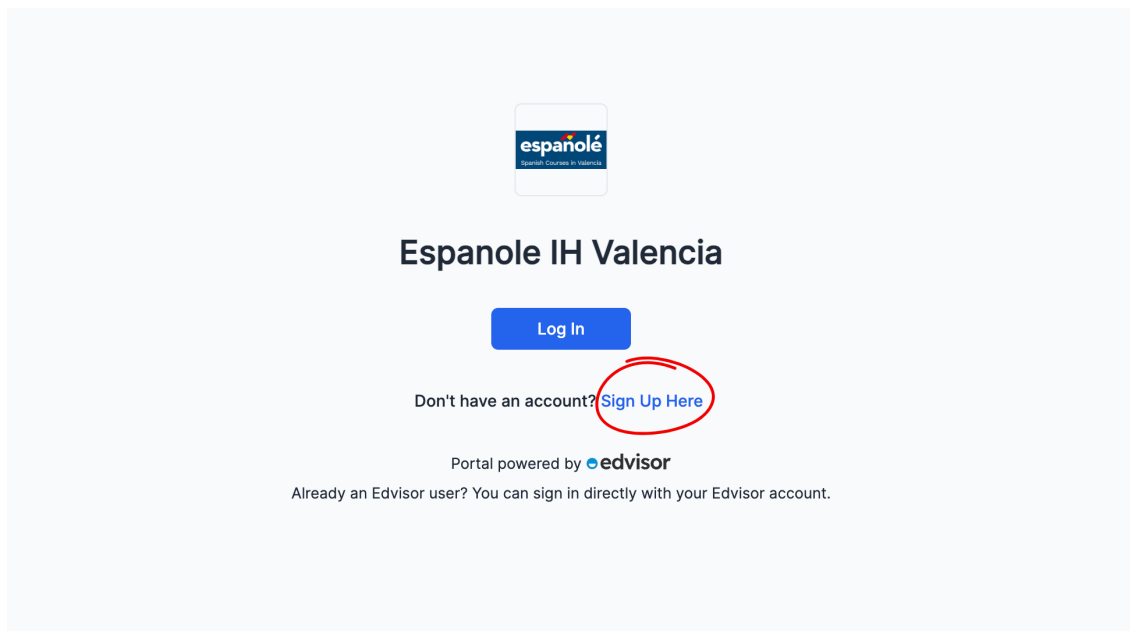 españolé
Spanish Courses in Valencia
Espanole IH Valencia
Log In
Don't have an account? Sign Up Here
Portal powered by edvisor
Already an Edvisor user? You can sign in directly with your Edvisor account.